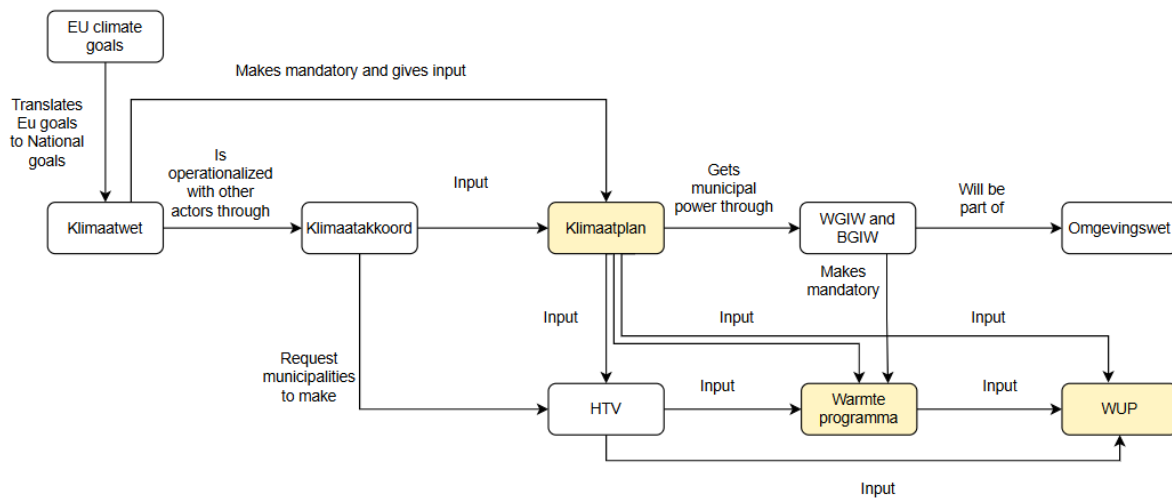 EU climate
goals
Makes mandatory and gives input
Translates
Eu goals
to National
goals
Is
operationalized
with other
actors through
Input
Gets
municipal
power through
Will be
part of
Klimaatwet
Klimaatakkoord
Klimaatplan
WGIW and
BGIW
Omgevingswet
Makes
mandatory
Input
Input
Input
Request
municipalities
to make
HTV
Input
Warmte
programma
Input
WUP
Input